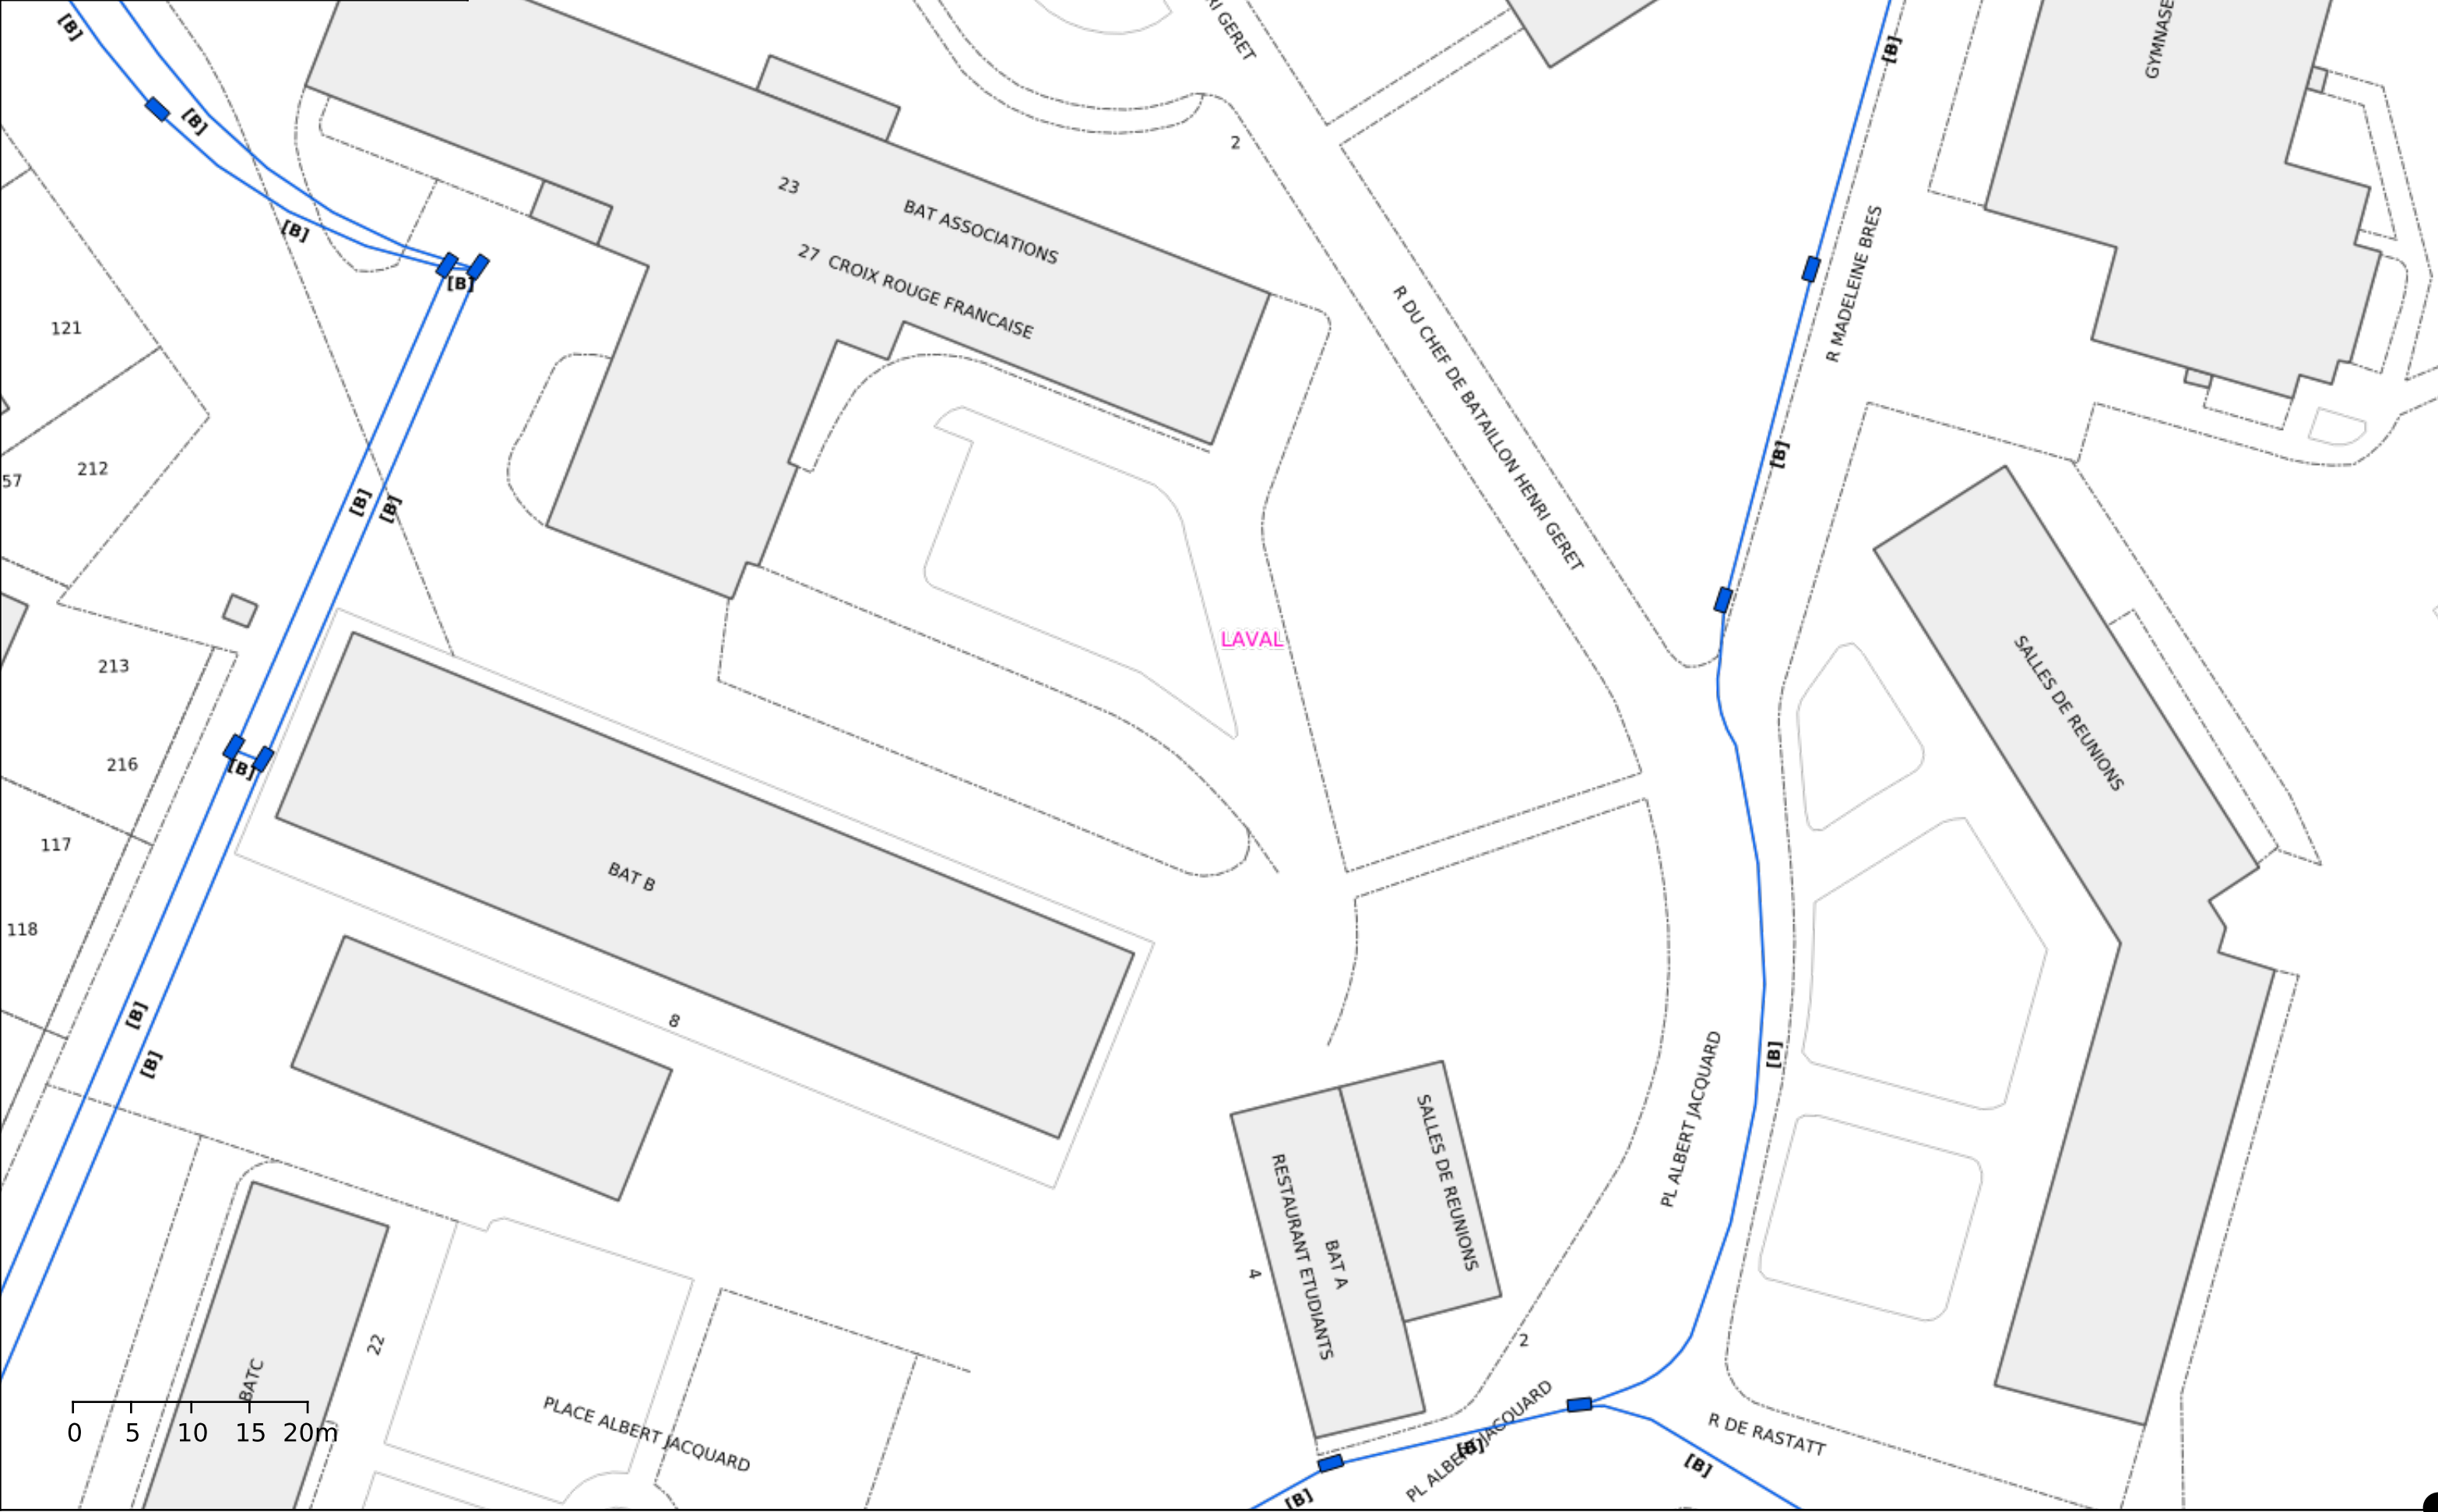 [B]
RI GERET
[B]
GYMNASE
[B]
2
23
BAT ASSOCIATIONS
[B]
27 CROIX ROUGE FRANCAISE
R MADELEINE BRES
[B]
121
R DU CHEF DE BATAILLON HENRI GERET
[B]
212
57
[B]
[B]
LAVAL
213
SALLES DE REUNIONS
216
[B]
117
BAT B
118
8
[B]
[B]
[B]
PL ALBERT JACQUARD
SALLES DE REUNIONS
RESTAURANT ETUDIANTS
BAT A
4
22
2
BATC
0 5 10 15 20m
PLACE ALBERT JACQUARD
PL ALBERT JACQUARD
[B]
R DE RASTATT
[B]
[B]